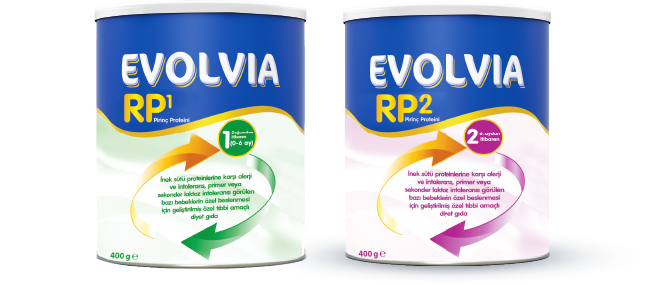 EVOLVIA
RP1
Pirinç Proteini
1
(0-6 ay)
İnek sütü proteinlerine karşı alerji
ve intolerans, primer veya
sekonder laktoz intoleransı görülen
bazı bebeklerin özel beslenmesi
için geliştirilmiş özel tıbbi amaçlı
diyet gıda
400 g ℮
EVOLVIA
RP2
Pirinç Proteini
2
6. aydan
itibaren
İnek sütü proteinlerine karşı alerji
ve intolerans, primer veya
sekonder laktaz intoleransı görülen
bazı bebeklerin özel beslenmesi
için geliştirilmiş özel tıbbi amaçlı
diyet gıda
400 g ℮